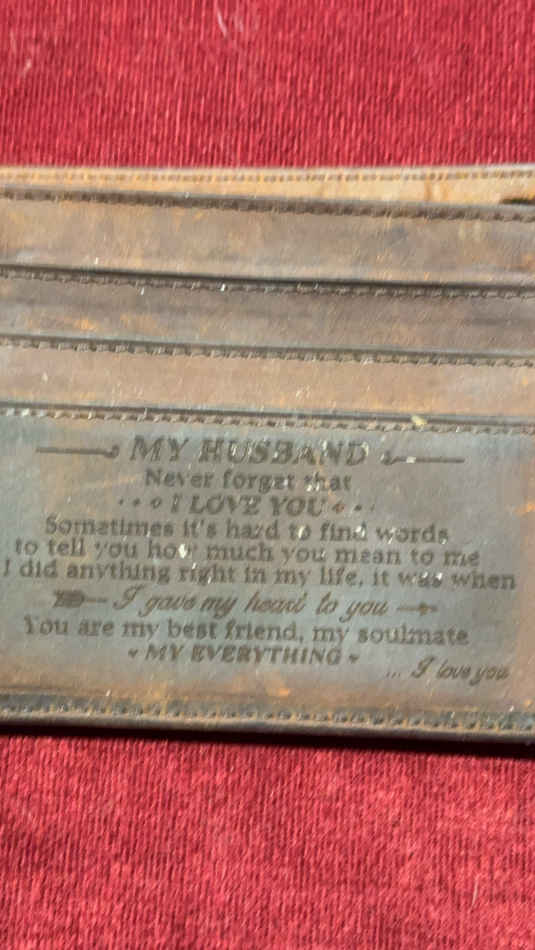 MY HUSBAND
Never forget that
I LOVE YOU
Sometimes it's hard to find words
to tell you how much you mean to me
I did anything right in my life, it was when
I gave my heart to you
You are my best friend, my soulmate
MY EVERYTHING
... I love you